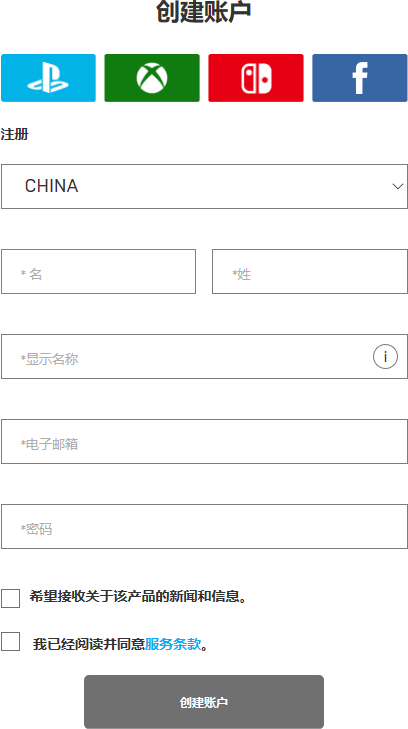 创建账户
注册
CHINA
* 名
*姓
*显示名称
i
*电子邮箱
*密码
希望接收关于该产品的新闻和信息。
我已经阅读并同意服务条款。
创建账户